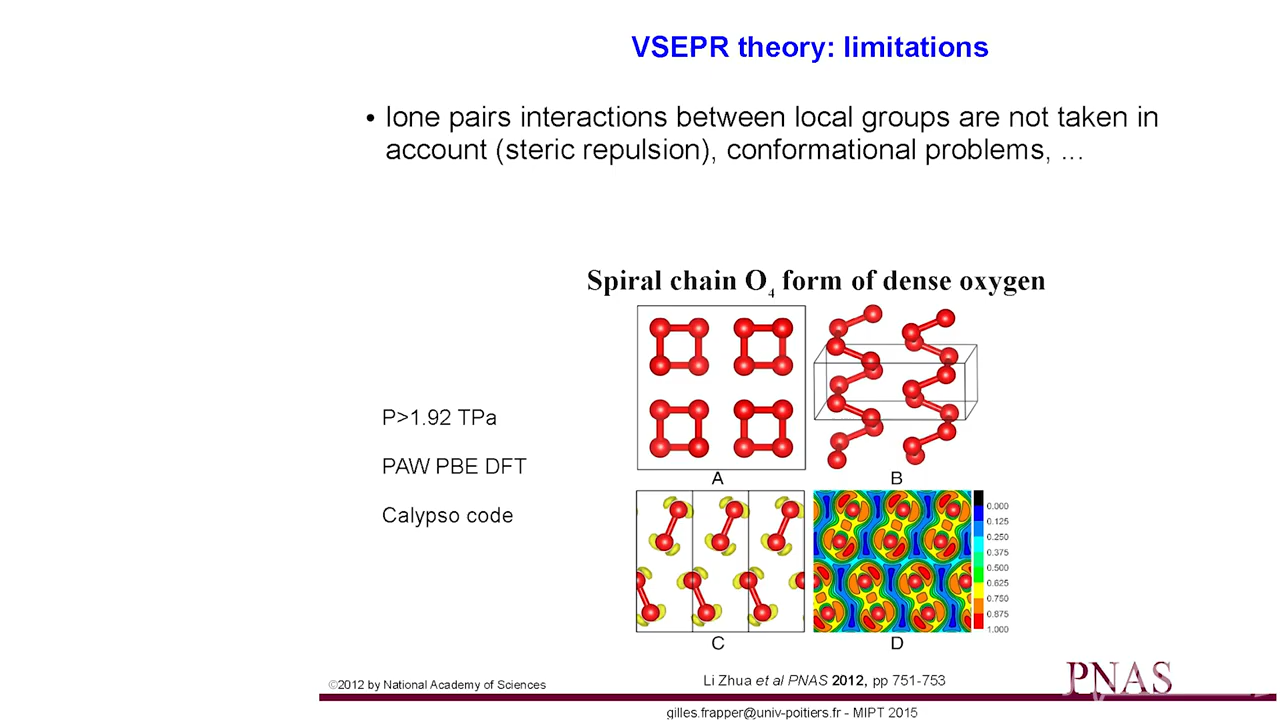 VSEPR theory: limitations
• lone pairs interactions between local groups are not taken in
account (steric repulsion), conformational problems, ...
Spiral chain O₄ form of dense oxygen
P>1.92 TPa
PAW PBE DFT
Calypso code
A
B
0.000
0.125
0.250
0.375
0.500
0.625
0.750
0.875
1.000
C
D
Li Zhua et al PNAS 2012, pp 751-753
©2012 by National Academy of Sciences
PNAS
gilles.frapper@univ-poitiers.fr - MIPT 2015